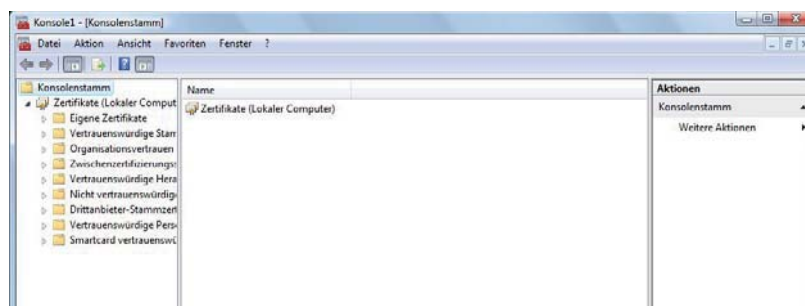 Konsole1 - [Konsolenstamm]
Datei Aktion Ansicht Favoriten Fenster ?
Konsolenstamm
Zertifikate (Lokaler Comput
Eigene Zertifikate
Vertrauenswürdige Stam
Organisationsvertrauen
Zwischenzertifizierungs
Vertrauenswürdige Hera
Nicht vertrauenswürdig
Drittanbieter-Stammzert
Vertrauenswürdige Pers
Smartcard vertrauenswü
Name
Zertifikate (Lokaler Computer)
Aktionen
Konsolenstamm
Weitere Aktionen